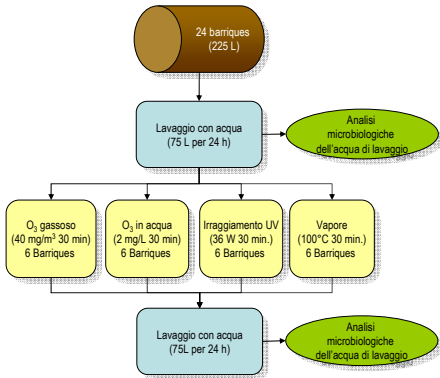 24 barriques
(225 L)
Lavaggio con acqua
(75 L per 24 h)
Analisi
microbiologiche
dell'acqua di lavaggio
O₃ gassoso
(40 mg/m³ 30 min)
6 Barriques
O₃ in acqua
(2 mg/L 30 min)
6 Barriques
Irraggiamento UV
(36 W 30 min.)
6 Barriques
Vapore
(100°C 30 min.)
6 Barriques
Lavaggio con acqua
(75L per 24 h)
Analisi
microbiologiche
dell'acqua di lavaggio